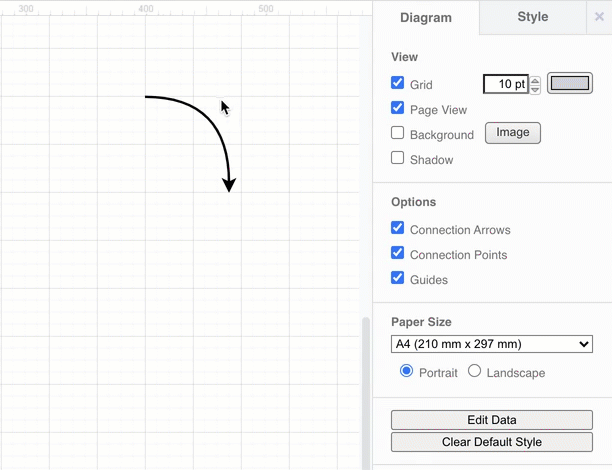 300 400 500
Diagram Style ×
View
Grid 10 pt
Page View
Background Image
Shadow
Options
Connection Arrows
Connection Points
Guides
Paper Size
A4 (210 mm x 297 mm)
Portrait Landscape
Edit Data
Clear Default Style